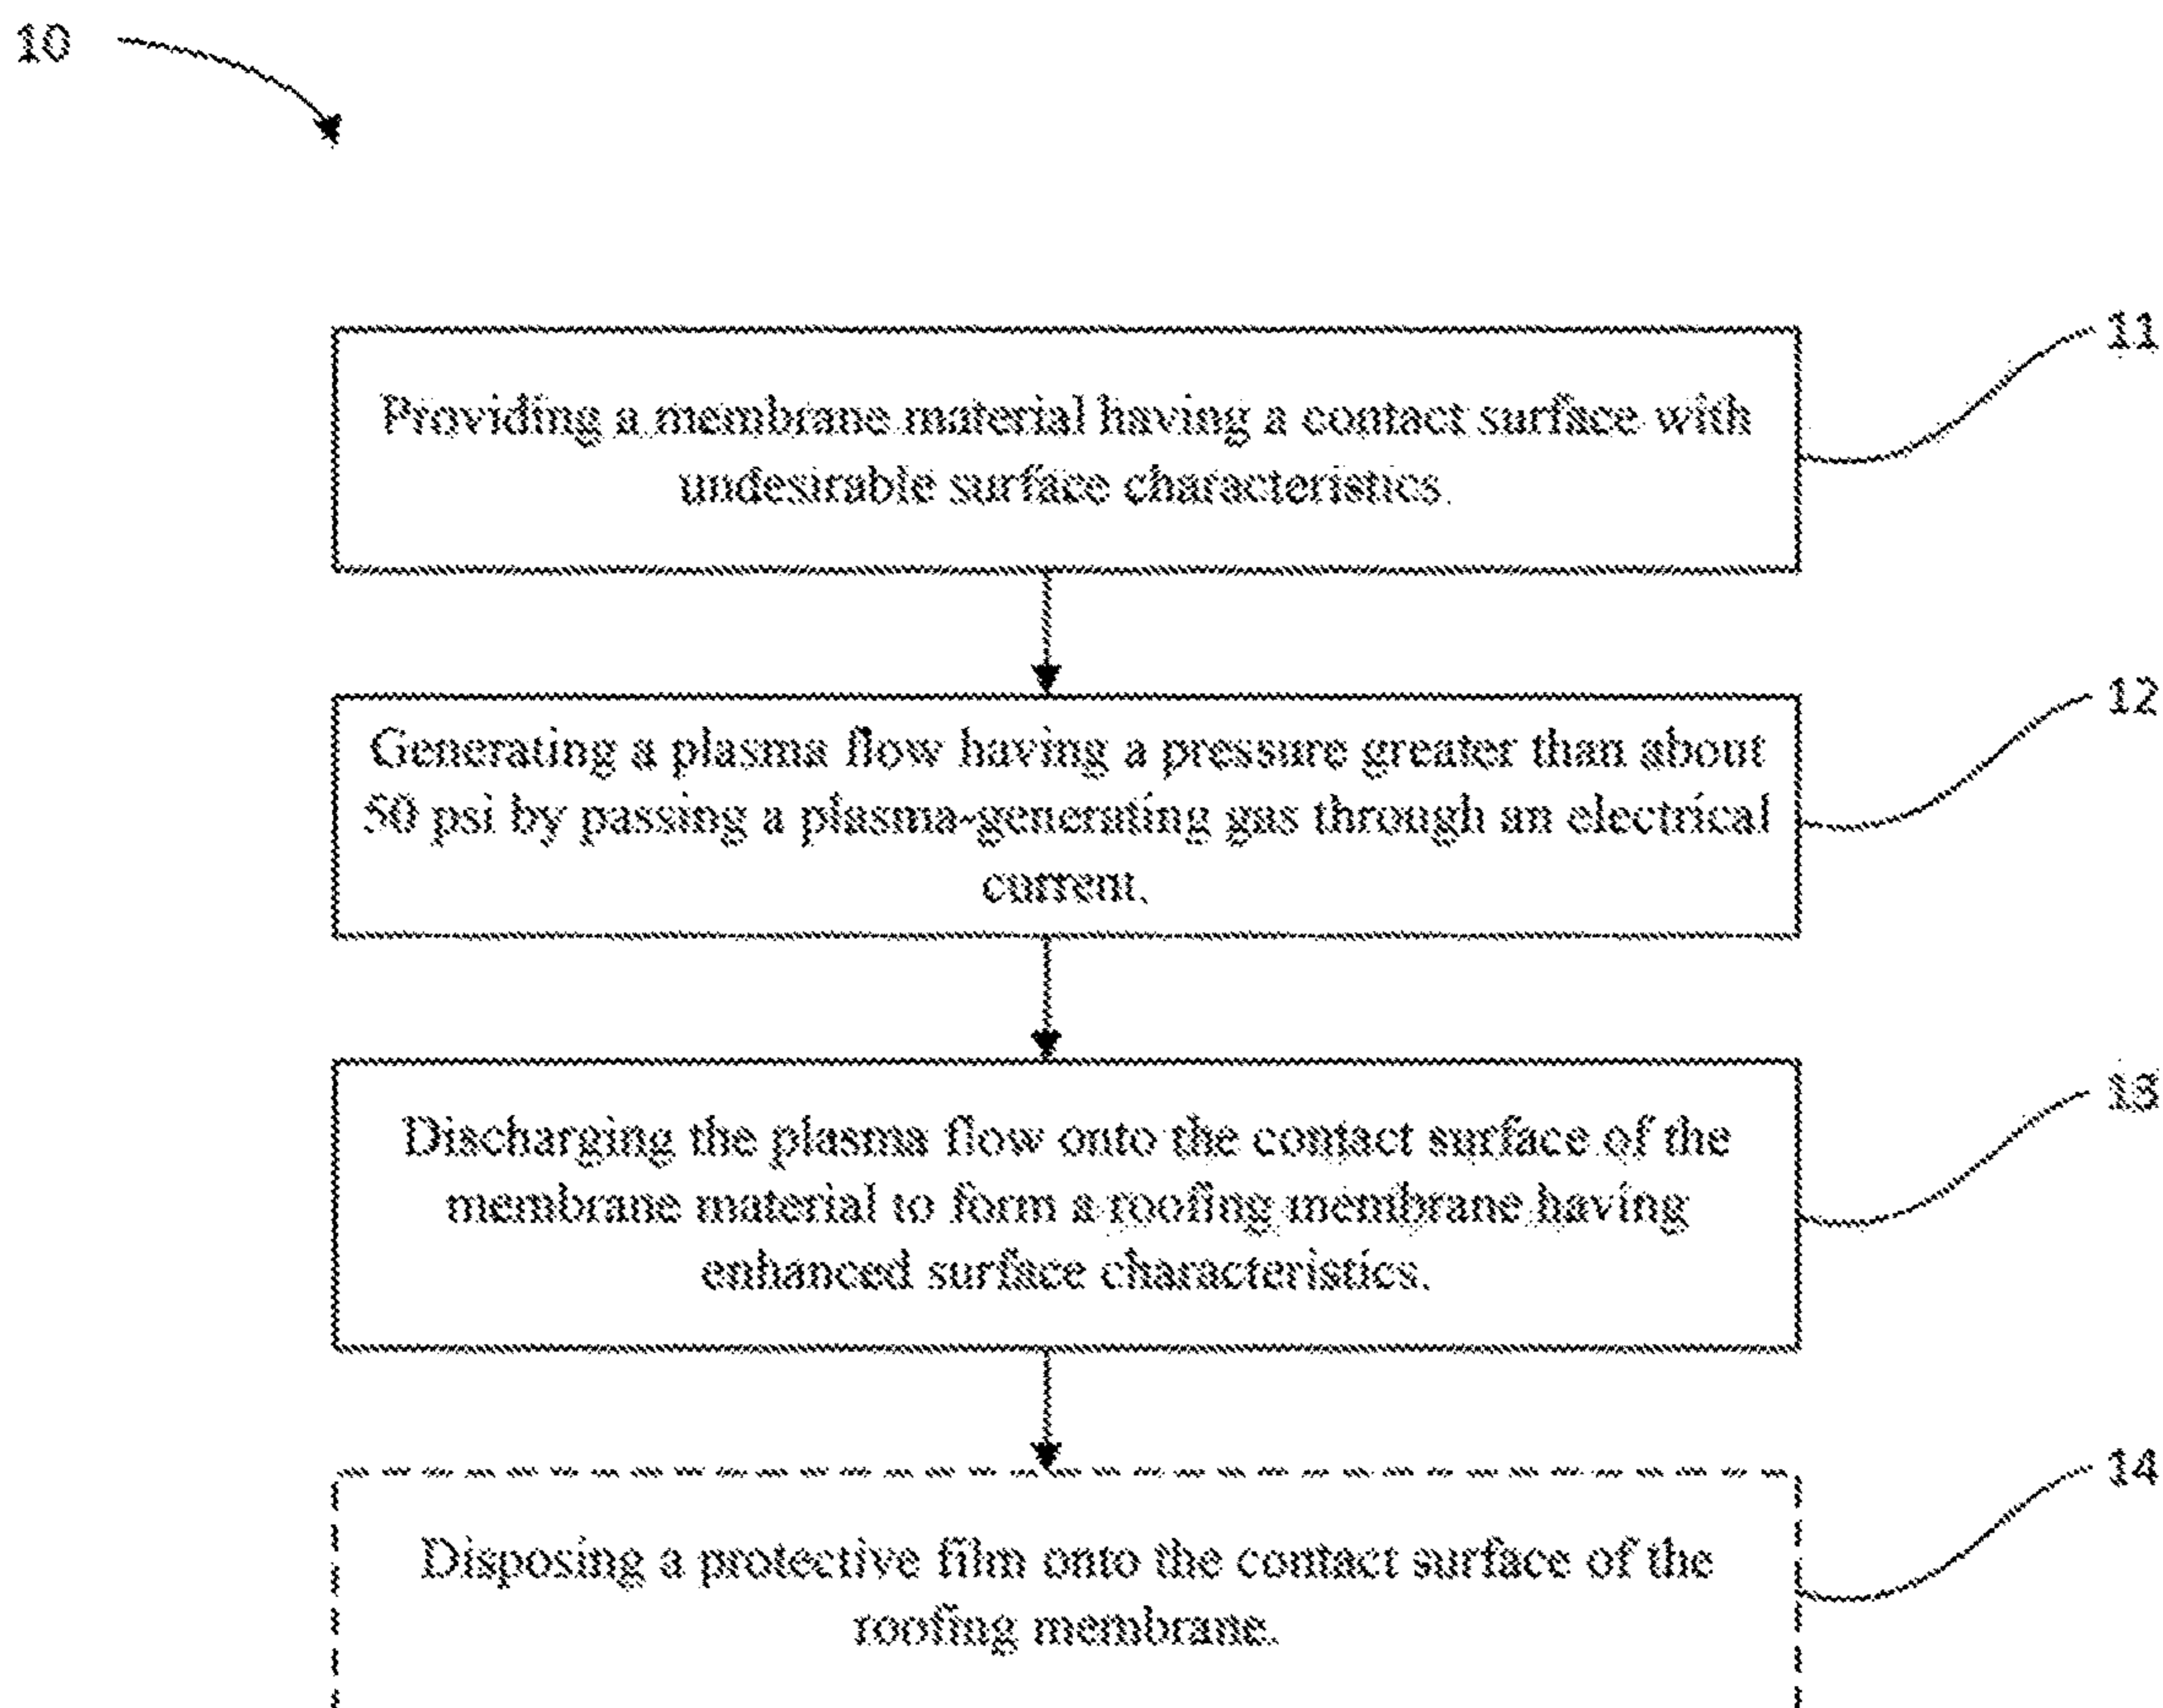 10
11
Providing a membrane material having a contact surface with
undesirable surface characteristics.
12
Generating a plasma flow having a pressure greater than about
50 psi by passing a plasma-generating gas through an electrical
current.
13
Discharging the plasma flow onto the contact surface of the
membrane material to form a roofing membrane having
enhanced surface characteristics.
14
Disposing a protective film onto the contact surface of the
roofing membrane.